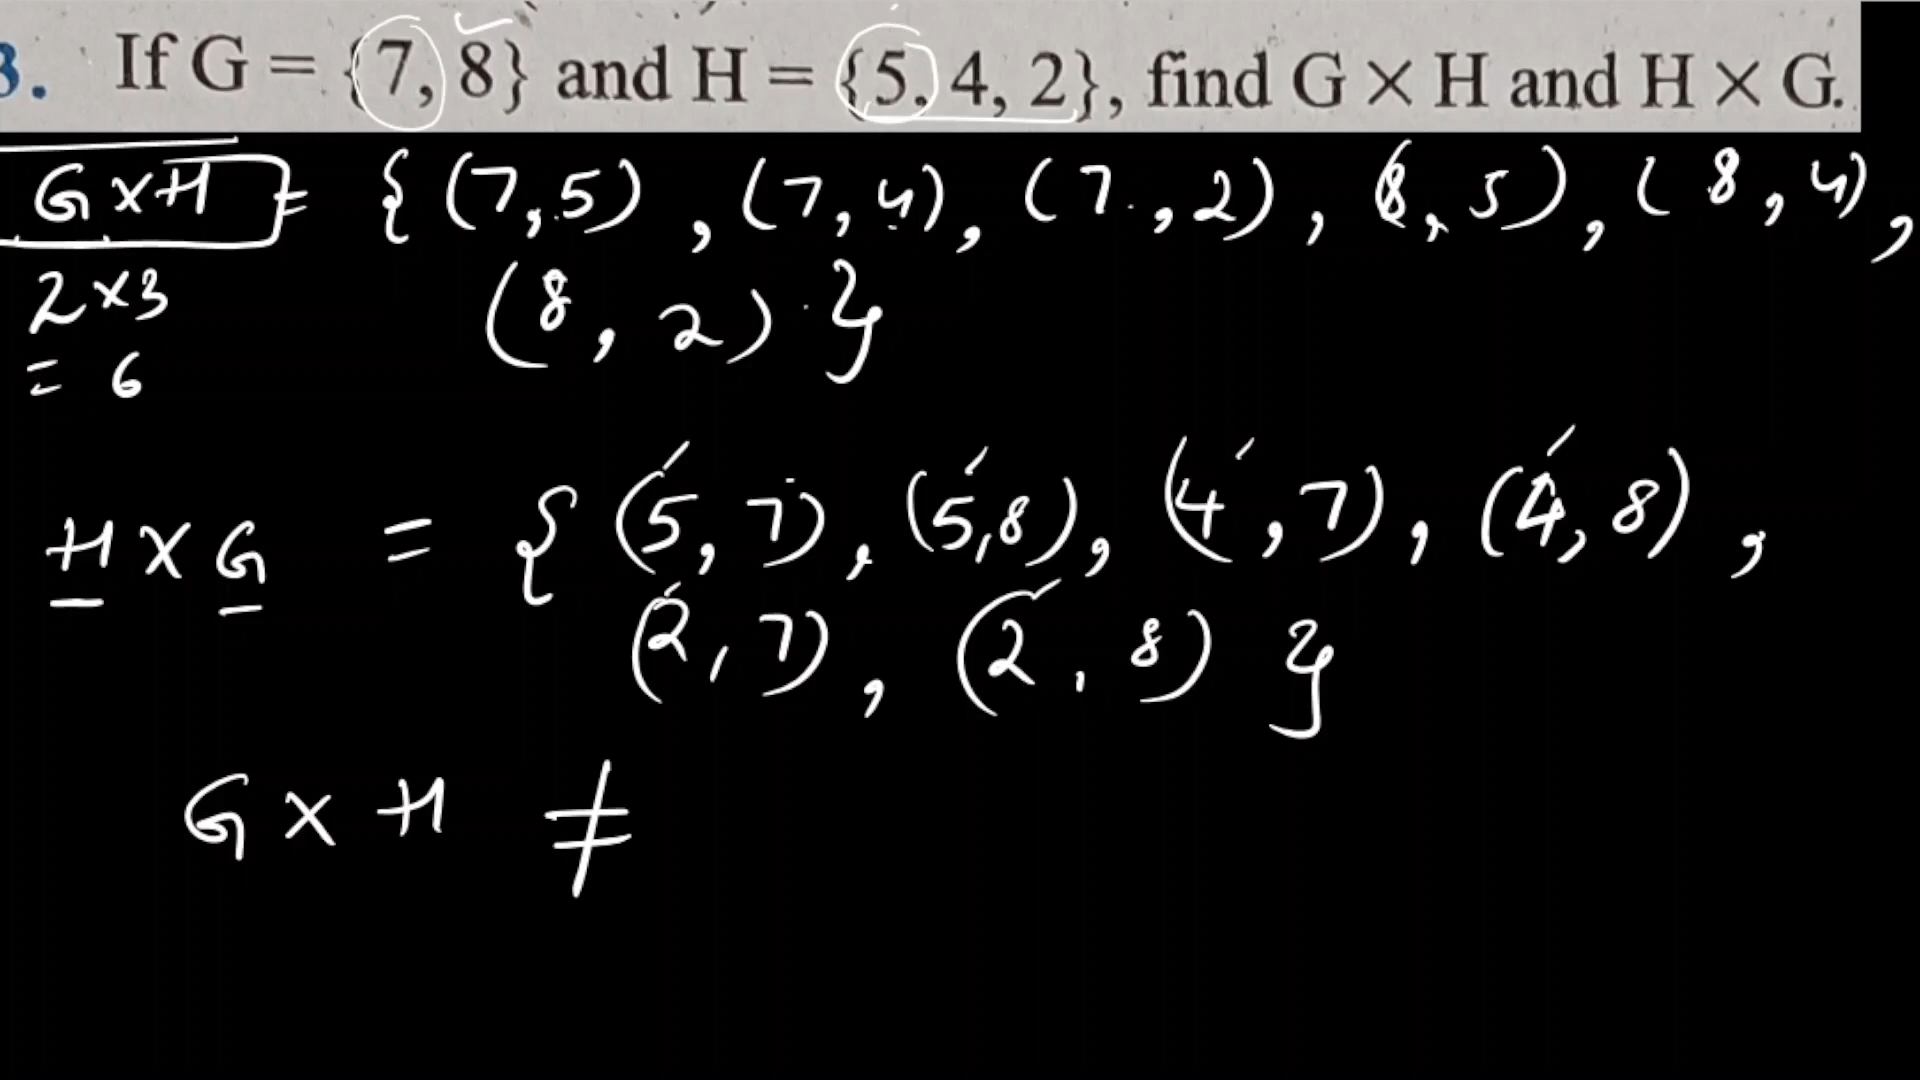 3. If G = {7, 8} and H = {5, 4, 2}, find G × H and H × G.
G×H = { (7,5) , (7,4), (7,2), (8,5), (8,4),
2×3
(8,2) }
= 6
H × G = { (5,7), (5,8), (4,7), (4,8),
(2,7), (2,8) }
G × H ≠